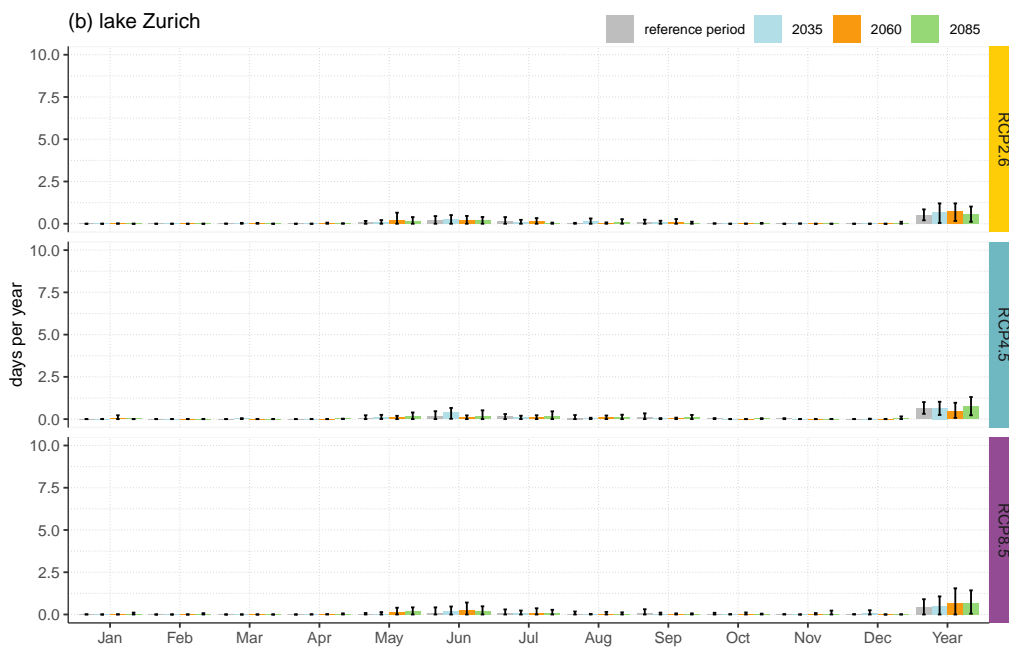 (b) lake Zurich
reference period 2035 2060 2085
days per year
10.0
7.5
5.0
2.5
0.0
RCP2.6
10.0
7.5
5.0
2.5
0.0
RCP4.5
10.0
7.5
5.0
2.5
0.0
RCP8.5
Jan Feb Mar Apr May Jun Jul Aug Sep Oct Nov Dec Year